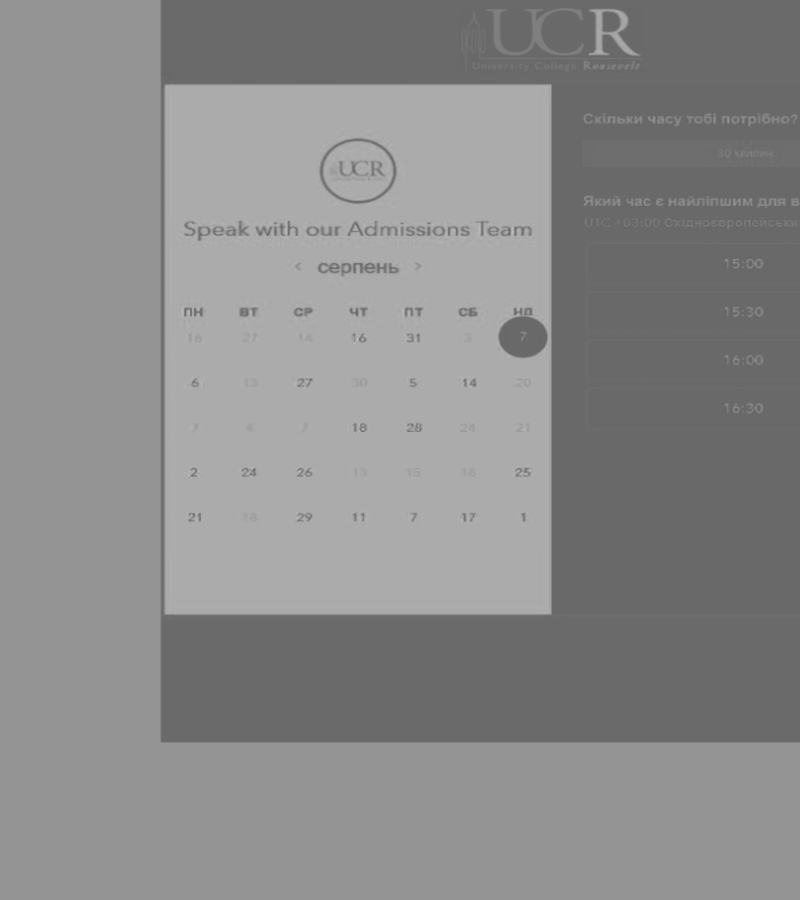 UCR
University College Roosevelt
UCR
Speak with our Admissions Team
< серпень >
ПН ВТ СР ЧТ ПТ СБ НД
16 27 14 16 31 3 7
6 13 27 30 5 14 20
7 6 7 18 28 24 21
2 24 26 13 15 18 25
21 18 29 11 7 17 1
Скільки часу тобі потрібно?
30 хвилин
Який час є найліпшим для в
UTC +03:00 Східноєвропейськи
15:00
15:30
16:00
16:30